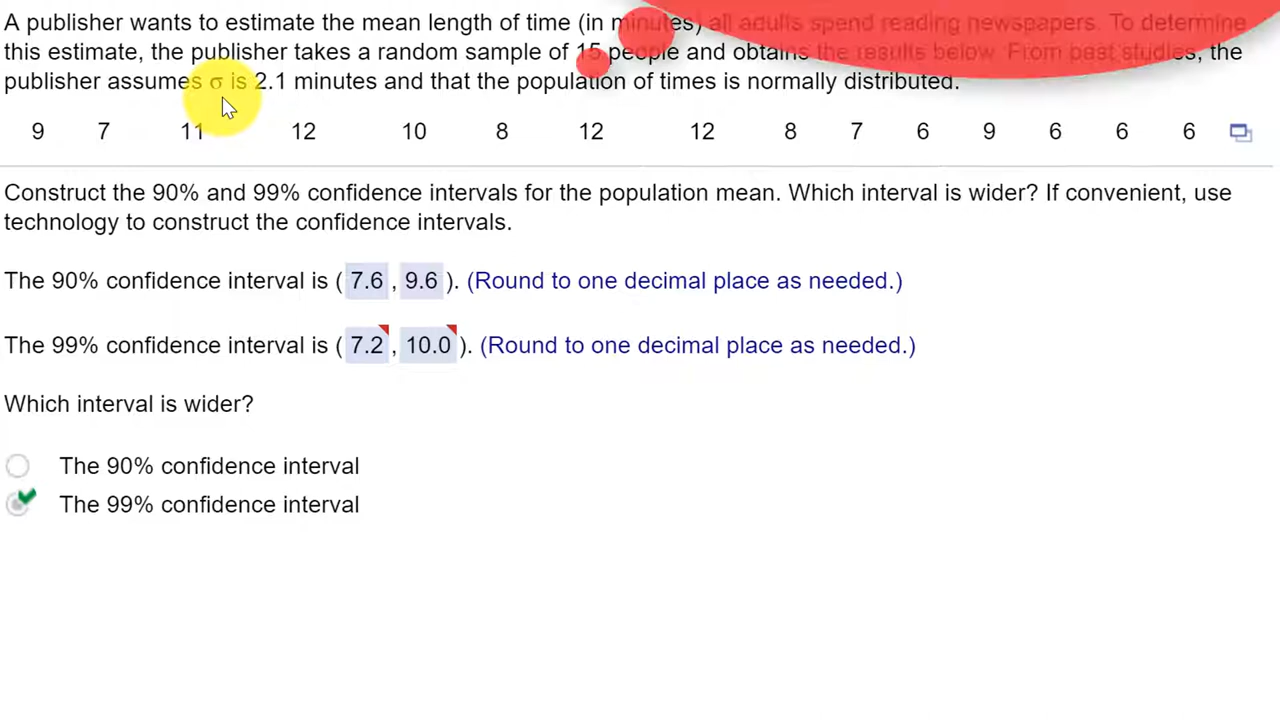 A publisher wants to estimate the mean length of time (in minutes) all adults spend reading newspapers. To determine
this estimate, the publisher takes a random sample of 15 people and obtains the results below. From past studies, the
publisher assumes σ is 2.1 minutes and that the population of times is normally distributed.
9 7 11 12 10 8 12 12 8 7 6 9 6 6 6
Construct the 90% and 99% confidence intervals for the population mean. Which interval is wider? If convenient, use
technology to construct the confidence intervals.
The 90% confidence interval is ( 7.6 , 9.6 ). (Round to one decimal place as needed.)
The 99% confidence interval is ( 7.2 , 10.0 ). (Round to one decimal place as needed.)
Which interval is wider?
The 90% confidence interval
The 99% confidence interval